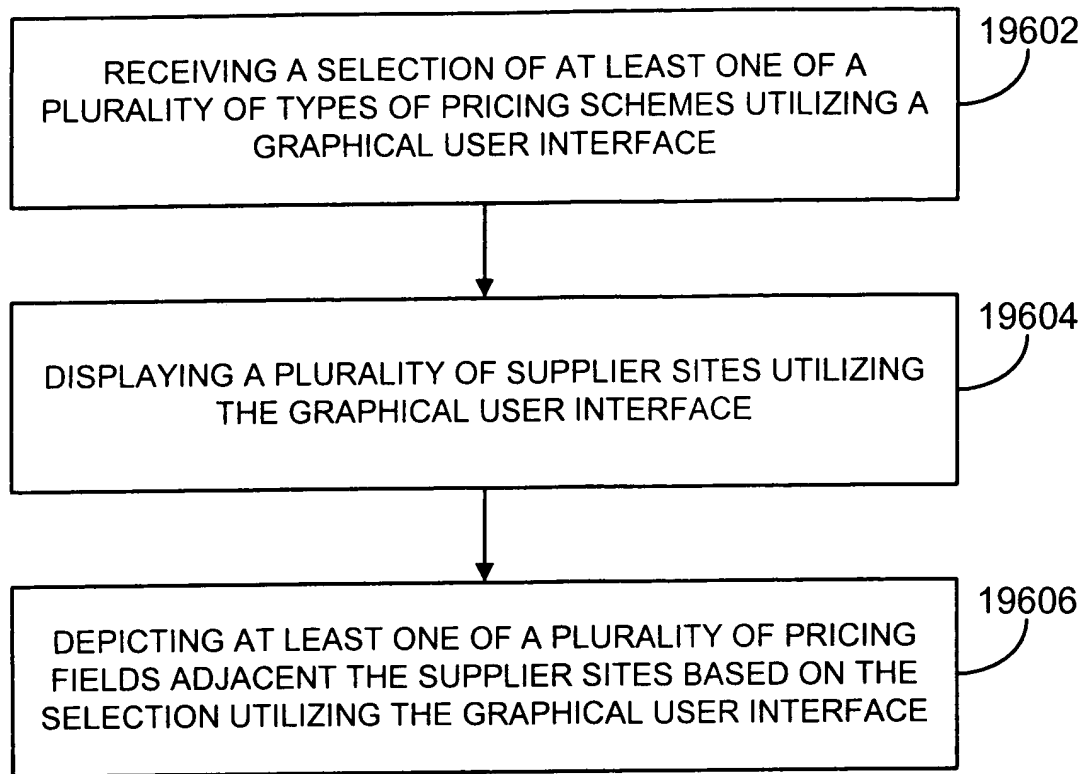 19602
RECEIVING A SELECTION OF AT LEAST ONE OF A
PLURALITY OF TYPES OF PRICING SCHEMES UTILIZING A
GRAPHICAL USER INTERFACE
19604
DISPLAYING A PLURALITY OF SUPPLIER SITES UTILIZING
THE GRAPHICAL USER INTERFACE
19606
DEPICTING AT LEAST ONE OF A PLURALITY OF PRICING
FIELDS ADJACENT THE SUPPLIER SITES BASED ON THE
SELECTION UTILIZING THE GRAPHICAL USER INTERFACE